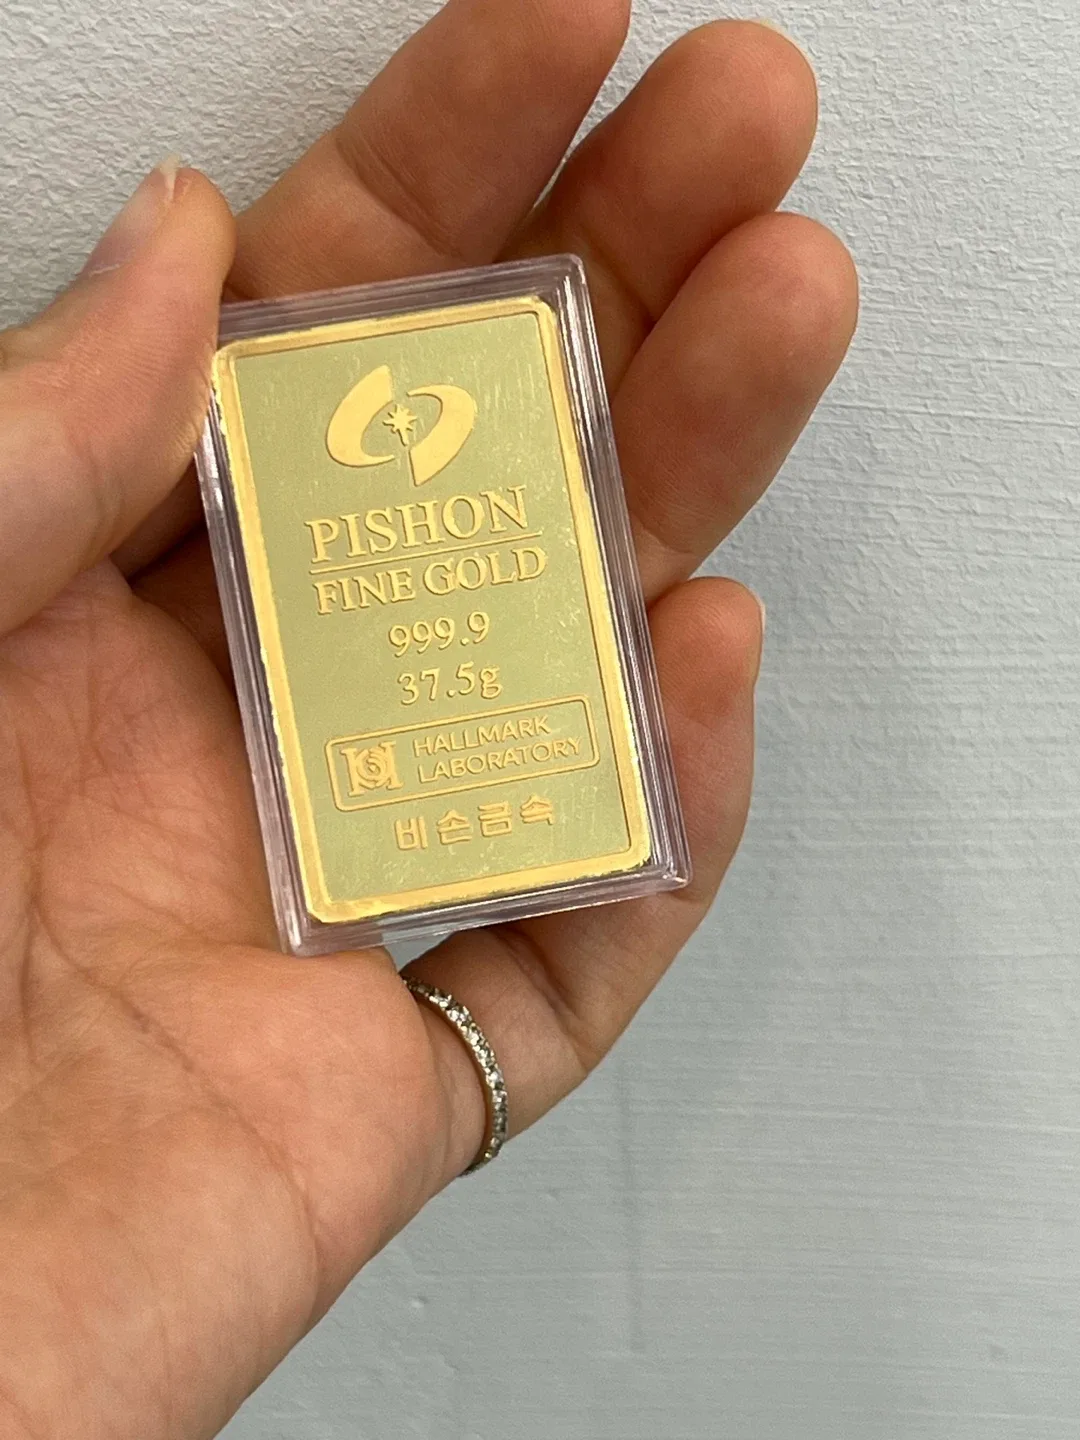 PISHON
FINE GOLD
999.9
37.5g
HALLMARK
LABORATORY
비손금속